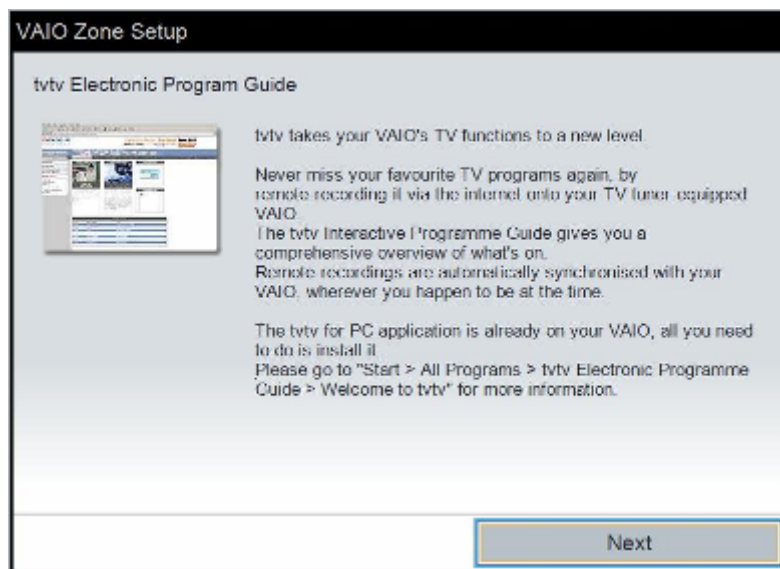 VAIO Zone Setup
tvtv Electronic Program Guide
tvtv takes your VAIO's TV functions to a new level.
Never miss your favourite TV programs again, by
remote recording it via the internet onto your TV tuner-equipped
VAIO.
The tvtv Interactive Programme Guide gives you a
comprehensive overview of what's on.
Remote recordings are automatically synchronised with your
VAIO, wherever you happen to be at the time.
The tvtv for PC application is already on your VAIO, all you need
to do is install it
Please go to "Start > All Programs > tvtv Electronic Programme
Guide > Welcome to tvtv" for more information.
Next